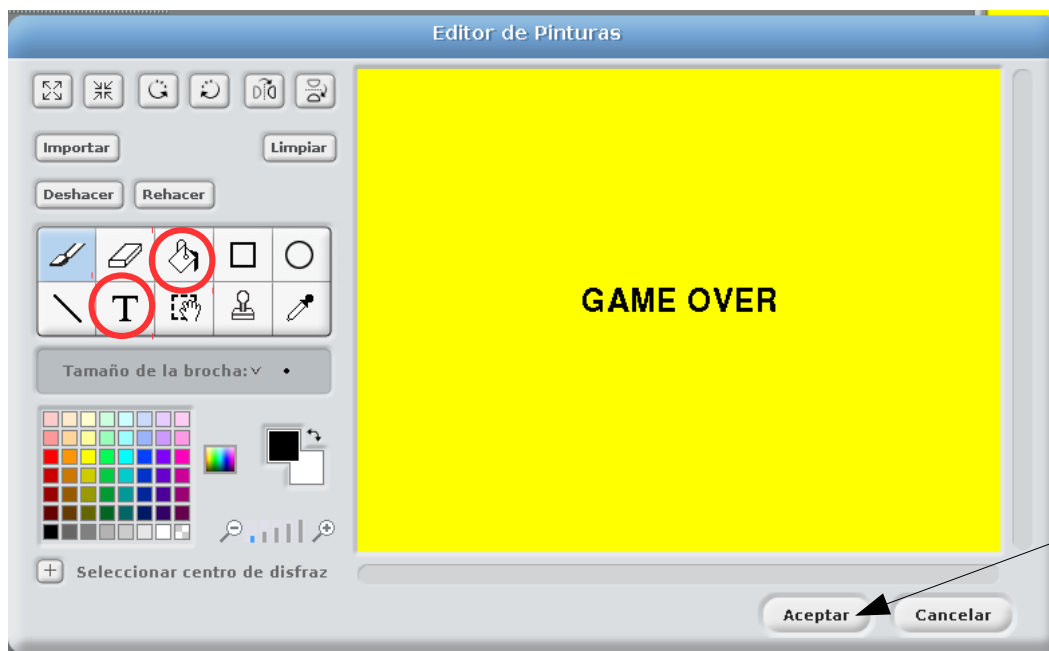 Editor de Pinturas
Importar
Limpiar
Deshacer
Rehacer
T
GAME OVER
Tamaño de la brocha:
Seleccionar centro de disfraz
Aceptar
Cancelar